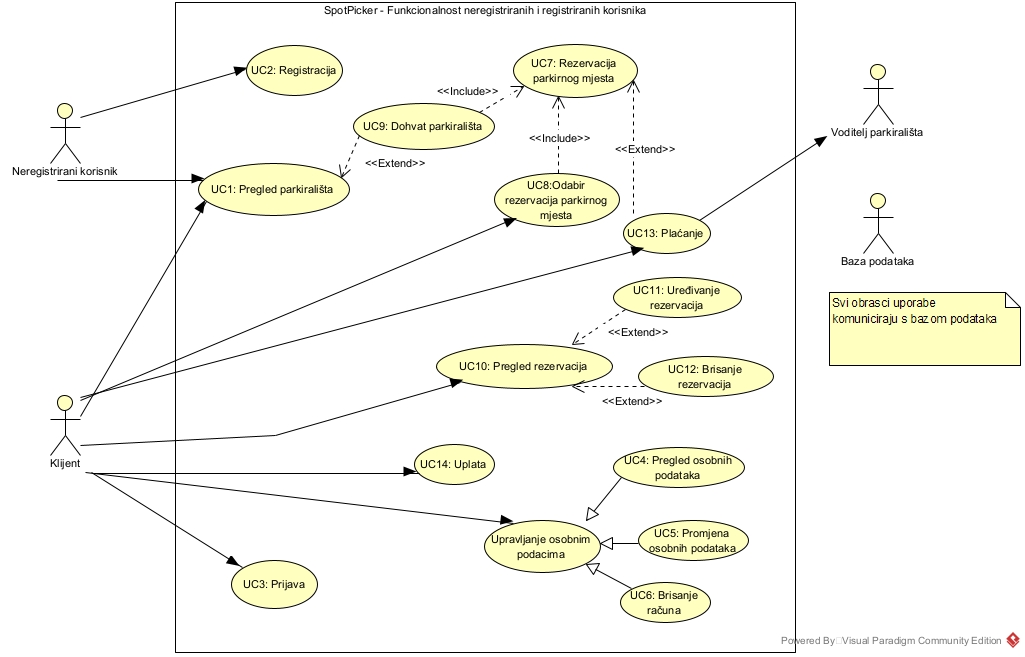 SpotPicker - Funkcionalnost neregistriranih i registriranih korisnika
UC2: Registracija
UC7: Rezervacija
parkirnog mjesta
<<Include>>
UC9: Dohvat parkirališta
<<Include>>
<<Extend>>
<<Extend>>
Neregistrirani korisnik
Voditelj parkirališta
UC1: Pregled parkirališta
UC8:Odabir
rezervacija parkirnog
mjesta
UC13: Plaćanje
Baza podataka
UC11: Uređivanje
rezervacija
Svi obrasci uporabe
komuniciraju s bazom podataka
<<Extend>>
UC10: Pregled rezervacija
UC12: Brisanje
rezervacija
<<Extend>>
Klijent
UC14: Uplata
UC4: Pregled osobnih
podataka
Upravljanje osobnim
podacima
UC5: Promjena
osobnih podataka
UC3: Prijava
UC6: Brisanje
računa
Powered By Visual Paradigm Community Edition